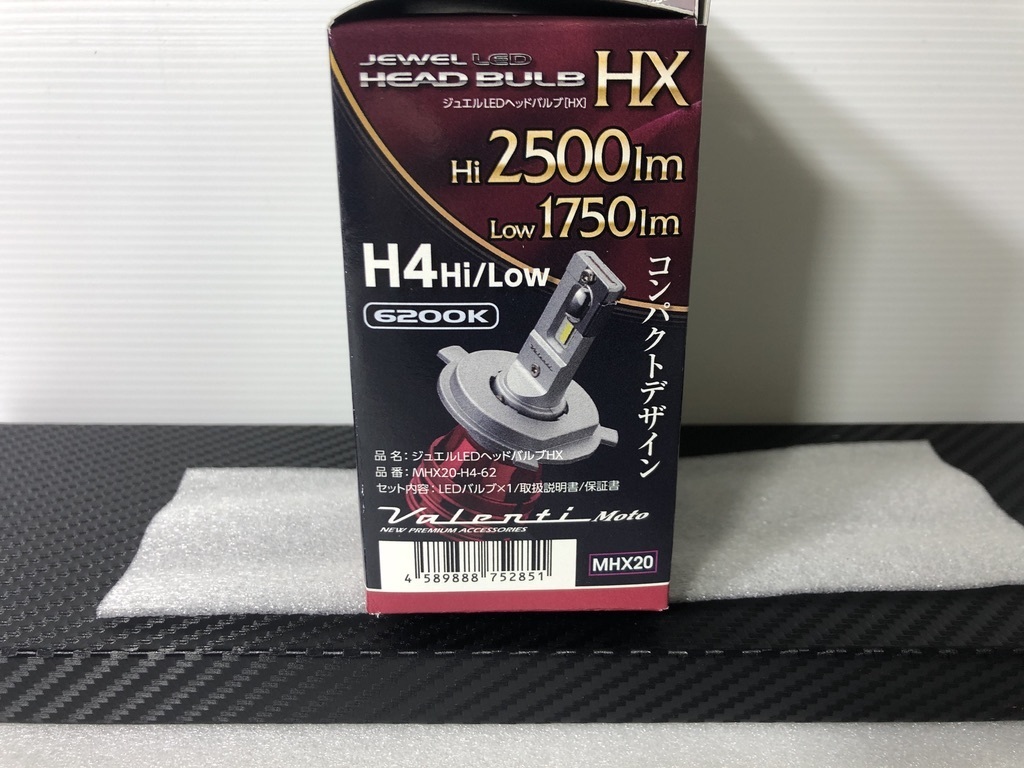 JEWEL LED
HEAD BULB HX
ジュエルLEDヘッドバルブ[HX]
Hi 2500lm
Low 1750lm
H4 Hi/Low
6200K
コンパクトデザイン
Valenti
品名:ジュエルLEDヘッドバルブHX
品番:MHX20-H4-62
セット内容:LEDバルブ×1/取扱説明書/保証書
Valenti Moto
NEW PREMIUM ACCESSORIES
4 589888 752851
MHX20